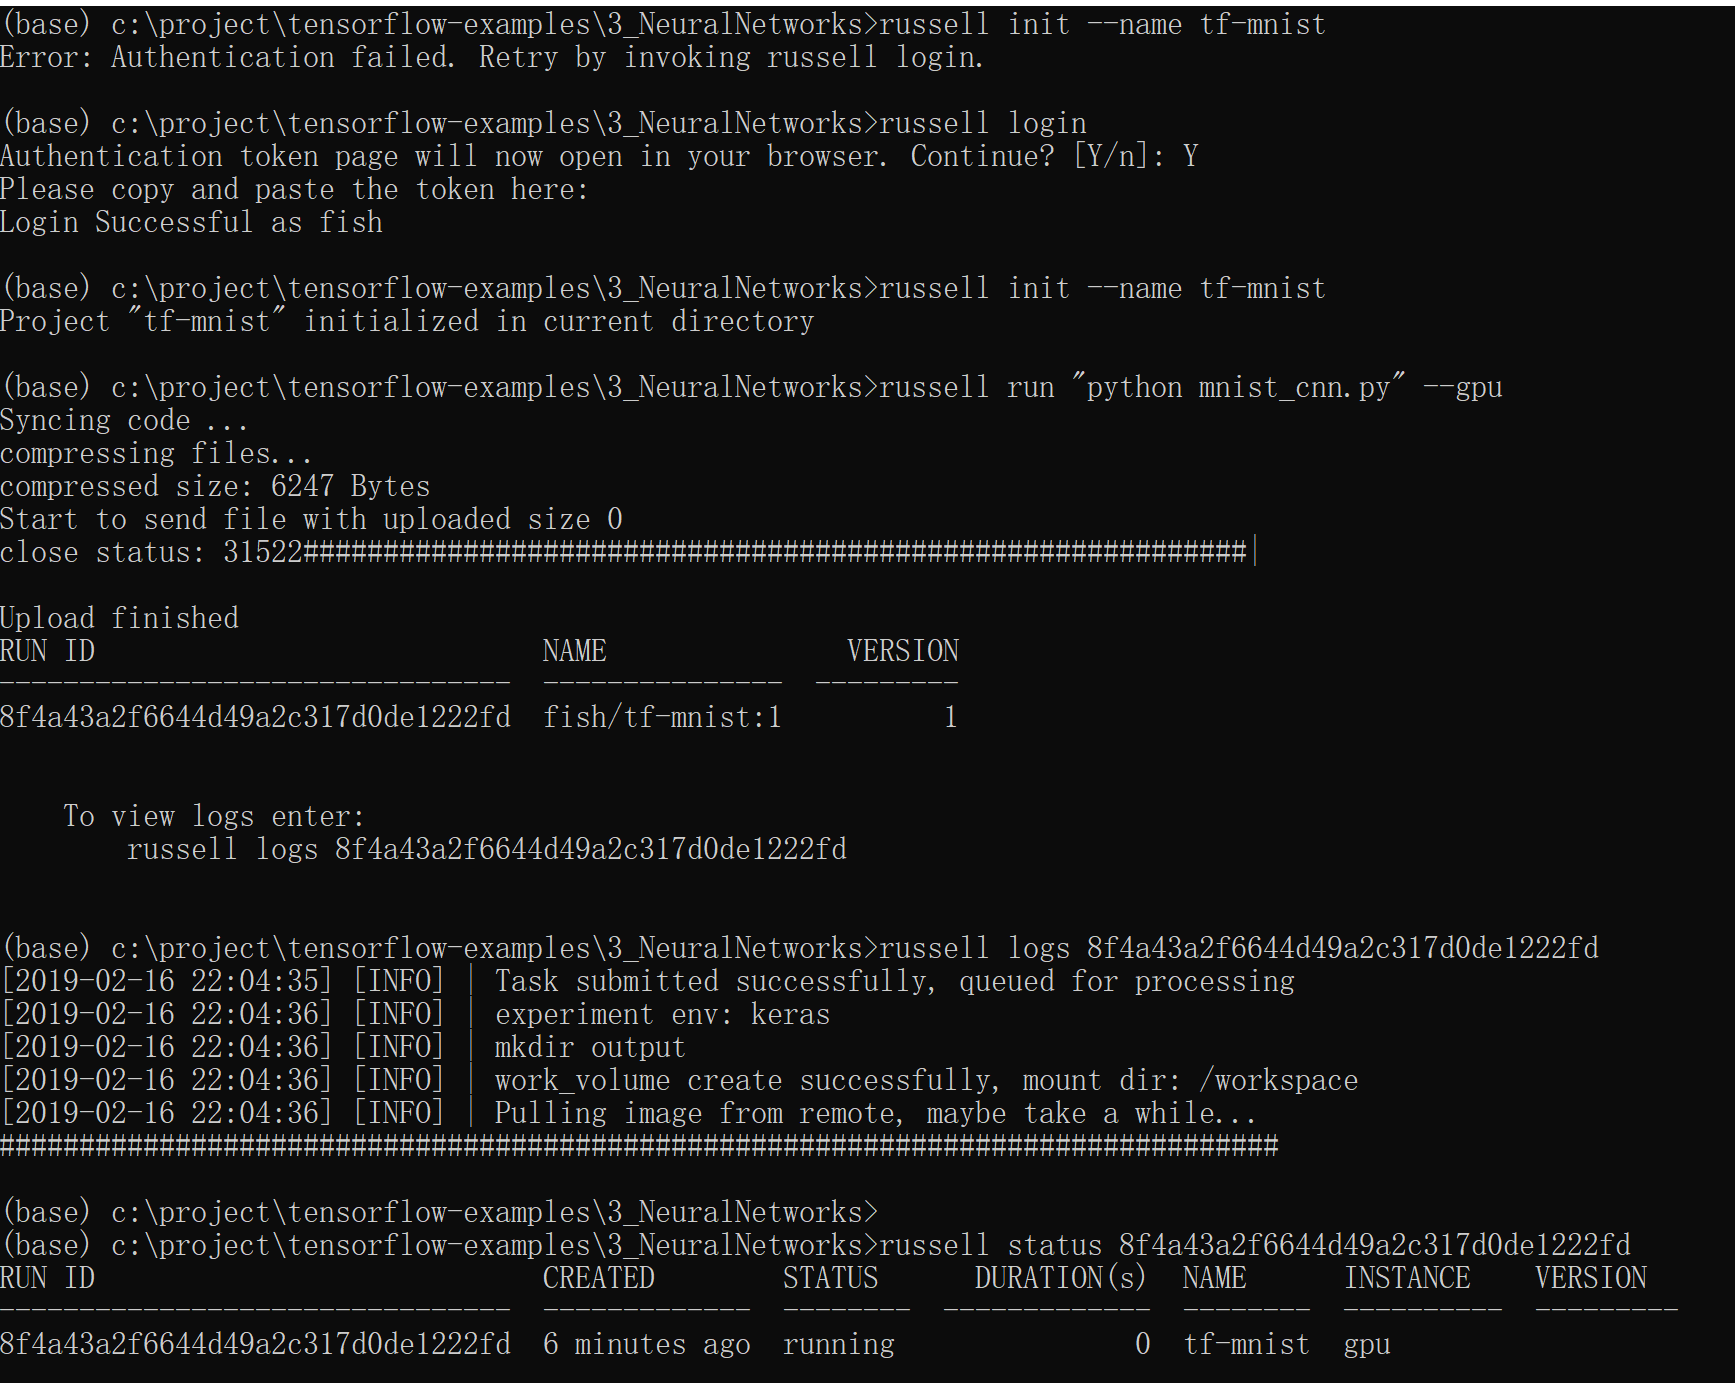 (base) c:\project\tensorflow-examples\3_NeuralNetworks>russell init --name tf-mnist
Error: Authentication failed. Retry by invoking russell login.
(base) c:\project\tensorflow-examples\3_NeuralNetworks>russell login
Authentication token page will now open in your browser. Continue? [Y/n]: Y
Please copy and paste the token here:
Login Successful as fish
(base) c:\project\tensorflow-examples\3_NeuralNetworks>russell init --name tf-mnist
Project "tf-mnist" initialized in current directory
(base) c:\project\tensorflow-examples\3_NeuralNetworks>russell run "python mnist_cnn.py" --gpu
Syncing code ...
compressing files...
compressed size: 6247 Bytes
Start to send file with uploaded size 0
close status: 31522###########################################################|
Upload finished
RUN ID                            NAME               VERSION
--------------------------------  ---------------  ---------
8f4a43a2f6644d49a2c317d0de1222fd  fish/tf-mnist:1          1
To view logs enter:
russell logs 8f4a43a2f6644d49a2c317d0de1222fd
(base) c:\project\tensorflow-examples\3_NeuralNetworks>russell logs 8f4a43a2f6644d49a2c317d0de1222fd
[2019-02-16 22:04:35] [INFO] | Task submitted successfully, queued for processing
[2019-02-16 22:04:36] [INFO] | experiment env: keras
[2019-02-16 22:04:36] [INFO] | mkdir output
[2019-02-16 22:04:36] [INFO] | work_volume create successfully, mount dir: /workspace
[2019-02-16 22:04:36] [INFO] | Pulling image from remote, maybe take a while...
################################################################################
(base) c:\project\tensorflow-examples\3_NeuralNetworks>
(base) c:\project\tensorflow-examples\3_NeuralNetworks>russell status 8f4a43a2f6644d49a2c317d0de1222fd
RUN ID                            CREATED        STATUS      DURATION(s)  NAME      INSTANCE    VERSION
--------------------------------  -------------  --------  -------------  --------  ----------  ---------
8f4a43a2f6644d49a2c317d0de1222fd  6 minutes ago  running               0  tf-mnist  gpu